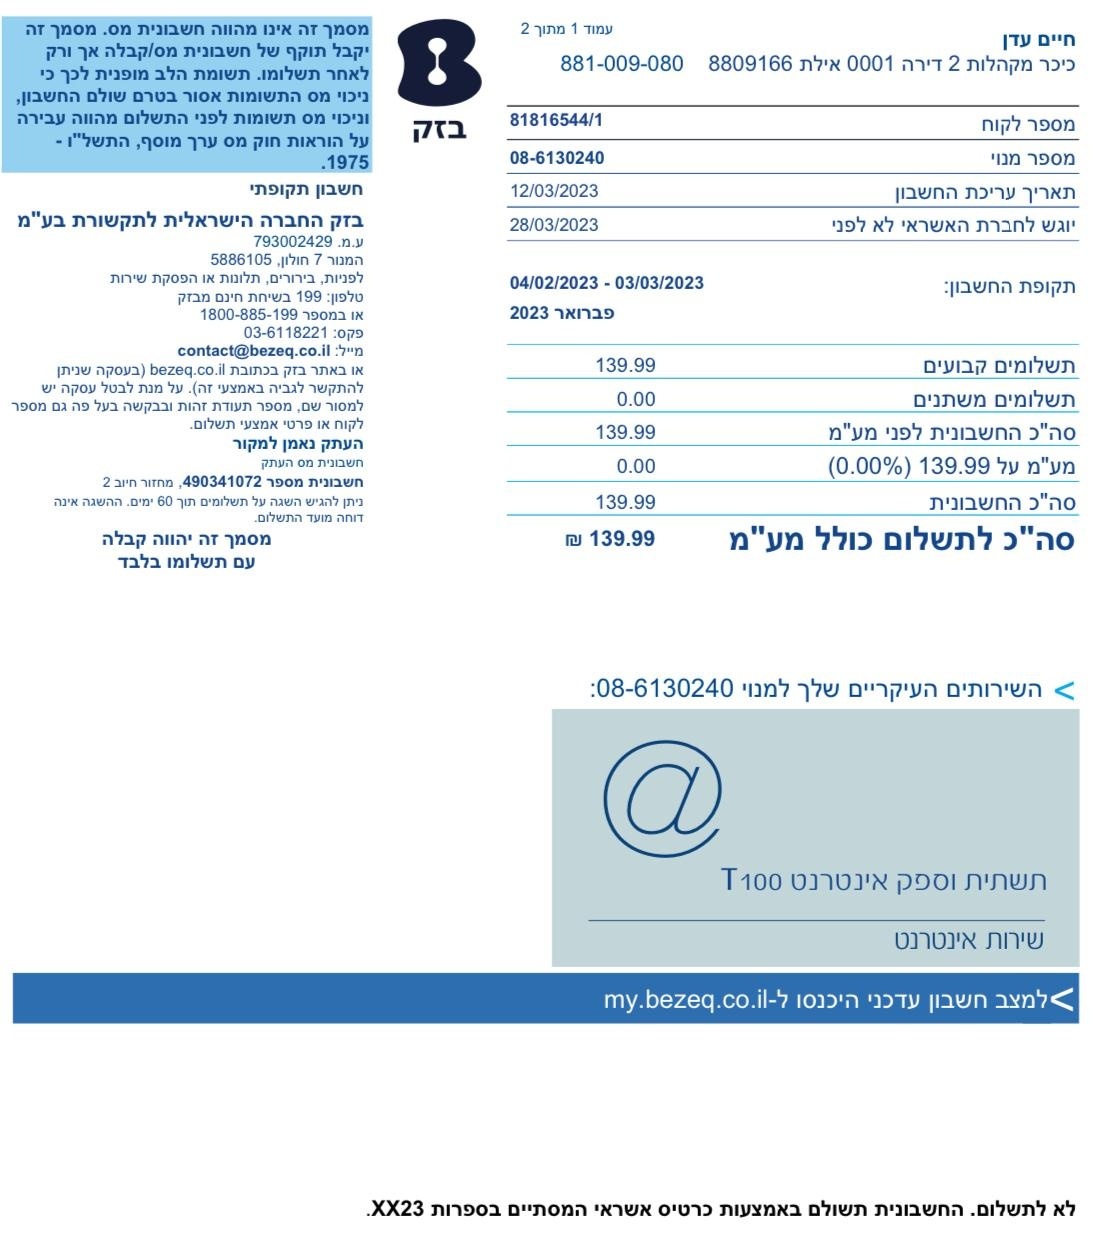 עמוד 1 מתוך 2
חיים עדן
כיכר מקהלות 2 דירה 0001 אילת 8809166 881-009-080
מספר לקוח 81816544/1
מספר מנוי 08-6130240
תאריך עריכת החשבון 12/03/2023
יוגש לחברת האשראי לא לפני 28/03/2023
תקופת החשבון: 04/02/2023 - 03/03/2023
פברואר 2023
תשלומים קבועים 139.99
תשלומים משתנים 0.00
סה"כ החשבונית לפני מע"מ 139.99
מע"מ על 139.99 (0.00%) 0.00
סה"כ החשבונית 139.99
סה"כ לתשלום כולל מע"מ 139.99 ₪
בזק
מסמך זה אינו מהווה חשבונית מס. מסמך זה
יקבל תוקף של חשבונית מס/קבלה אך ורק
לאחר תשלומו. תשומת הלב מופנית לכך כי
ניכוי מס התשומות אסור בטרם שולם החשבון,
וניכוי מס תשומות לפני התשלום מהווה עבירה
על הוראות חוק מס ערך מוסף, התשל"ו -
1975.
חשבון תקופתי
בזק החברה הישראלית לתקשורת בע"מ
ע.מ. 793002429
המנור 7 חולון, 5886105
לפניות, בירורים, תלונות או הפסקת שירות
טלפון: 199 בשיחת חינם מבזק
או במספר 1800-885-199
פקס: 03-6118221
מייל: contact@bezeq.co.il
או באתר בזק בכתובת bezeq.co.il (בעסקה שניתן
להתקשר לגביה באמצעי זה). על מנת לבטל עסקה יש
למסור שם, מספר תעודת זהות ובבקשה בעל פה גם מספר
לקוח או פרטי אמצעי תשלום.
העתק נאמן למקור
חשבונית מס העתק
חשבונית מספר 490341072, מחזור חיוב 2
ניתן להגיש השגה על תשלומים תוך 60 ימים. ההשגה אינה
דוחה מועד התשלום.
מסמך זה יהווה קבלה
עם תשלומו בלבד
> השירותים העיקריים שלך למנוי 08-6130240:
@
תשתית וספק אינטרנט T100
שירות אינטרנט
>למצב חשבון עדכני היכנסו ל-my.bezeq.co.il
לא לתשלום. החשבונית תשולם באמצעות כרטיס אשראי המסתיים בספרות XX23.